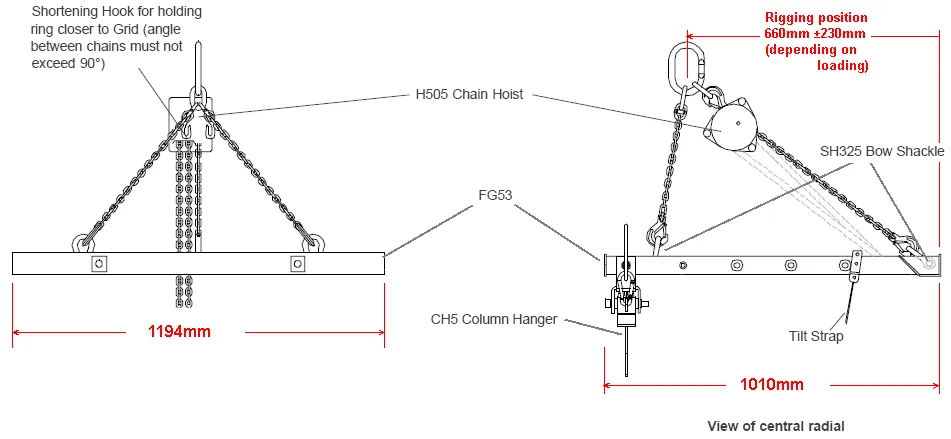 Shortening Hook for holding
ring closer to Grid (angle
between chains must not
exceed 90°)
Rigging position
660mm ±230mm
(depending on
loading)
H505 Chain Hoist
SH325 Bow Shackle
FG53
CH5 Column Hanger
Tilt Strap
1194mm
1010mm
View of central radial